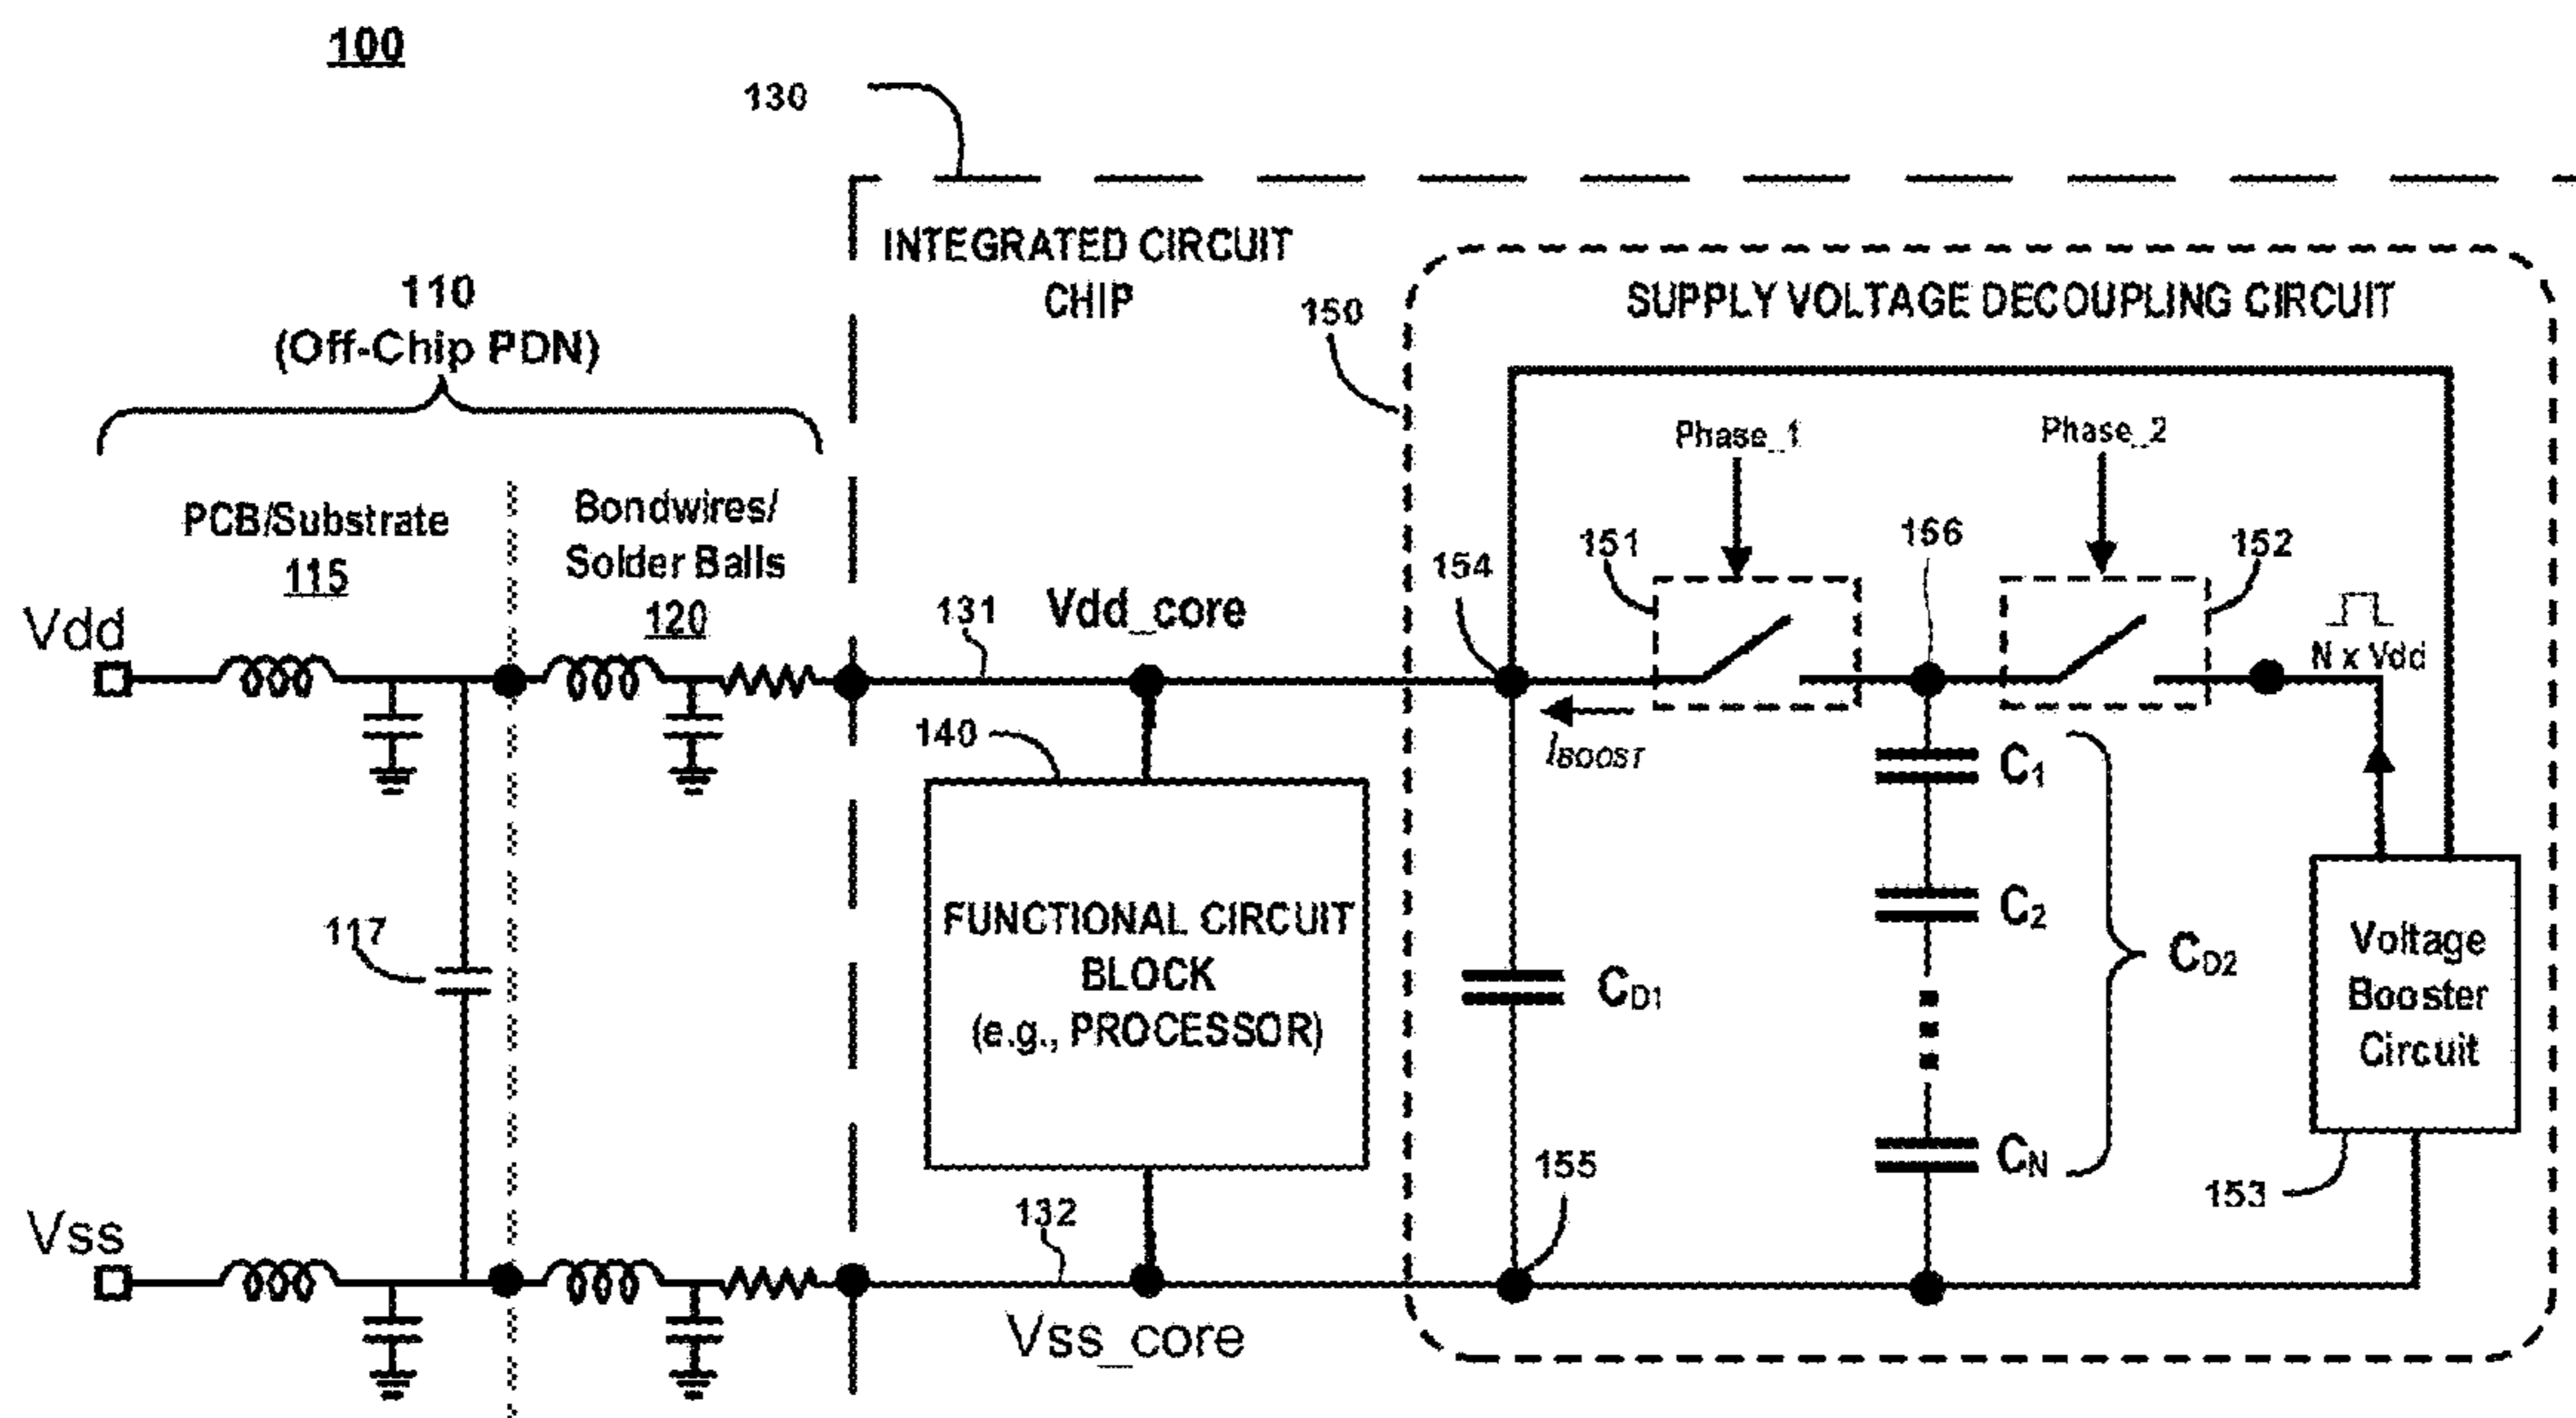 100
130
INTEGRATED CIRCUIT
CHIP
110
(Off-Chip PDN)
150
SUPPLY VOLTAGE DECOUPLING CIRCUIT
Phase_1
Phase_2
PCB/Substrate
115
Bondwires/
Solder Balls
120
Vdd
131
Vdd_core
154
151
156
152
N x Vdd
IBOOST
140
C1
C2
CN
CD2
117
FUNCTIONAL CIRCUIT
BLOCK
(e.g., PROCESSOR)
CD1
Voltage
Booster
Circuit
155
153
Vss
132
Vss_core